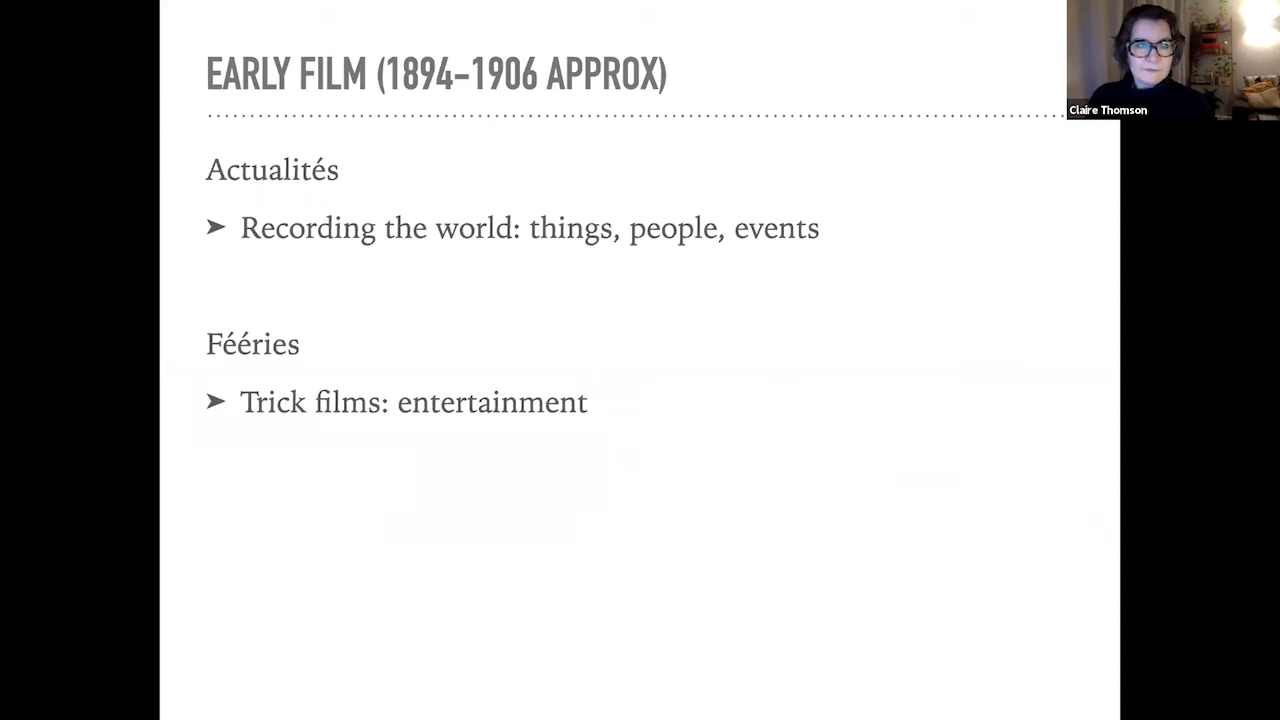 EARLY FILM (1894–1906 APPROX)
Claire Thomson
Actualités
➤ Recording the world: things, people, events
Fééries
➤ Trick films: entertainment